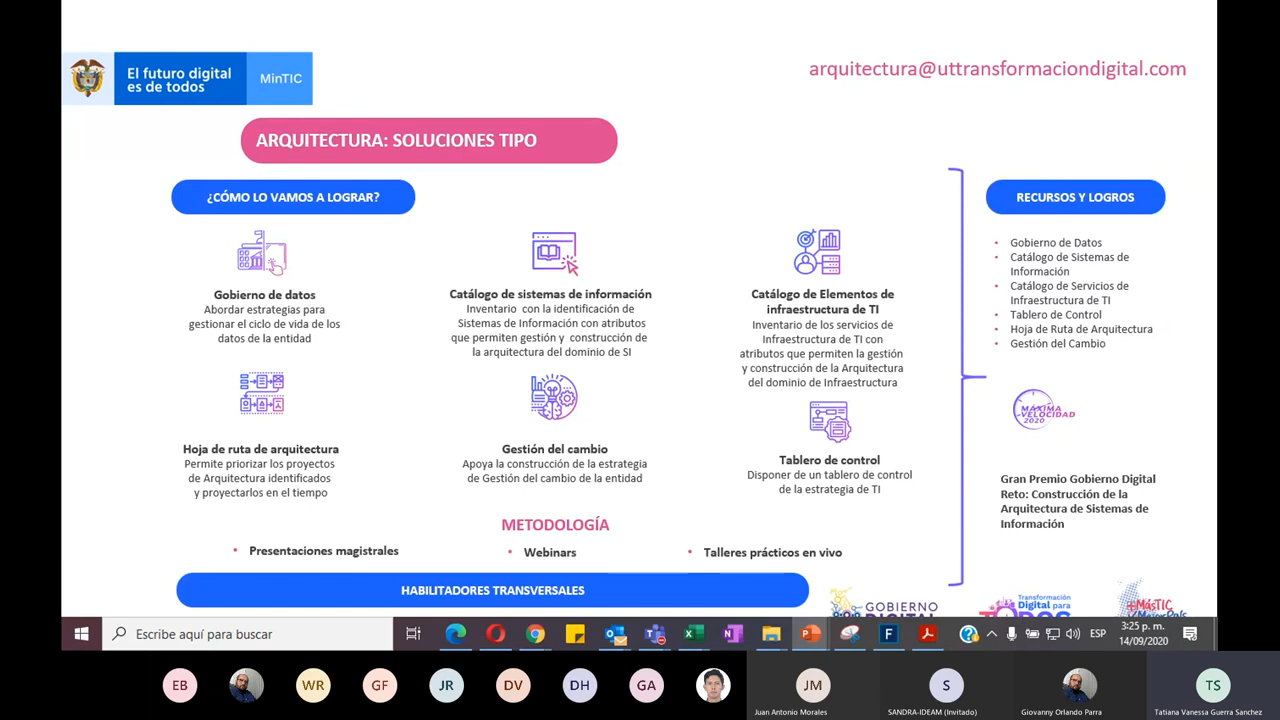 El futuro digital
es de todos
MinTIC
arquitectura@uttransformaciondigital.com
ARQUITECTURA: SOLUCIONES TIPO
¿CÓMO LO VAMOS A LOGRAR?
Gobierno de datos
Abordar estrategias para
gestionar el ciclo de vida de los
datos de la entidad
Catálogo de sistemas de información
Inventario con la identificación de
Sistemas de Información con atributos
que permiten gestión y construcción de
la arquitectura del dominio de SI
Catálogo de Elementos de
infraestructura de TI
Inventario de los servicios de
Infraestructura de TI con
atributos que permiten la gestión
y construcción de la Arquitectura
del dominio de Infraestructura
Hoja de ruta de arquitectura
Permite priorizar los proyectos
de Arquitectura identificados
y proyectarlos en el tiempo
Gestión del cambio
Apoya la construcción de la estrategia
de Gestión del cambio de la entidad
Tablero de control
Disponer de un tablero de control
de la estrategia de TI
METODOLOGÍA
• Presentaciones magistrales
• Webinars
• Talleres prácticos en vivo
HABILITADORES TRANSVERSALES
RECURSOS Y LOGROS
• Gobierno de Datos
• Catálogo de Sistemas de
Información
• Catálogo de Servicios de
Infraestructura de TI
• Tablero de Control
• Hoja de Ruta de Arquitectura
• Gestión del Cambio
MÁXIMA
VELOCIDAD
2020
Gran Premio Gobierno Digital
Reto: Construcción de la
Arquitectura de Sistemas de
Información
GOBIERNO
DIGITAL
Transformación
Digital para
TODOS
+MásTIC
+MejorPaís
Escribe aquí para buscar
ESP
3:25 p. m.
14/09/2020
EB
WR
GF
JR
DV
DH
GA
JM
Juan Antonio Morales
S
SANDRA-IDEAM (Invitado)
Giovanny Orlando Parra
TS
Tatiana Vanessa Guerra Sanchez